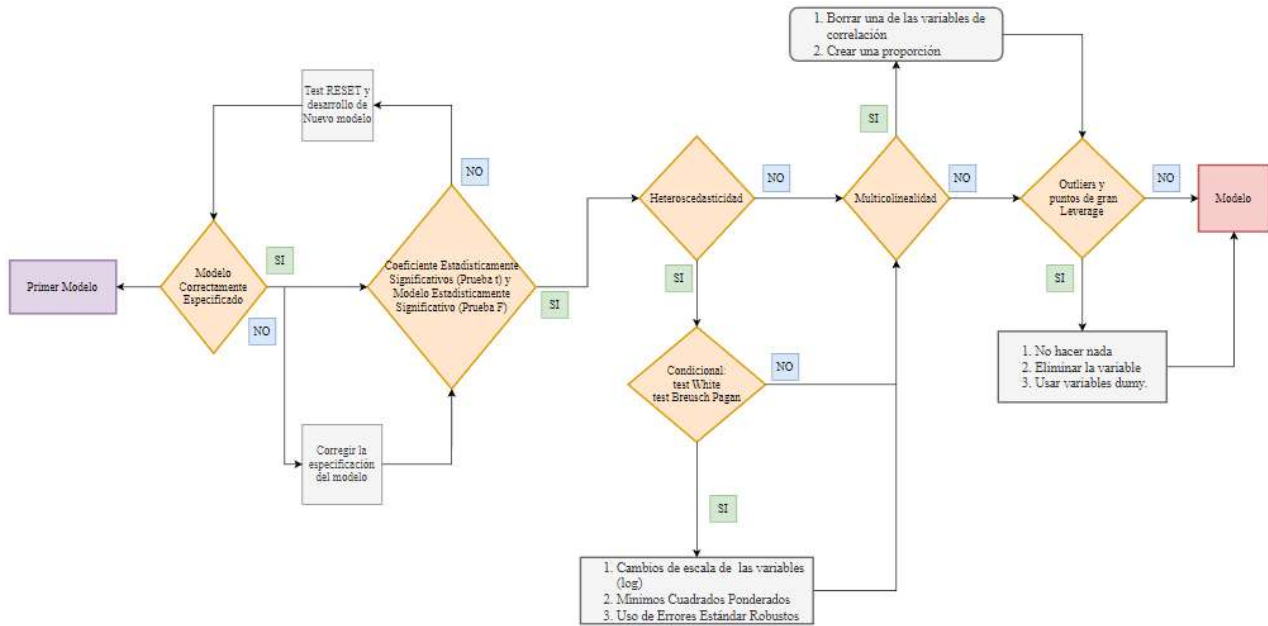 1. Borrar una de las variables de
correlación
2. Crear una proporción
Test RESET y
desarrollo de
Nuevo modelo
SI
NO
NO
NO
NO
Heteroscedasticidad
Multicolinealidad
Outliers y
puntos de gran
Leverage
Modelo
Primer Modelo
Modelo
Correctamente
Especificado
SI
Coeficiente Estadísticamente
Significativos (Prueba t) y
Modelo Estadísticamente
Significativo (Prueba F)
SI
SI
SI
NO
Condicional:
test White
test Breusch Pagan
NO
1. No hacer nada
2. Eliminar la variable
3. Usar variables dumy.
Corregir la
especificación
del modelo
SI
1. Cambios de escala de las variables
(log)
2. Minimos Cuadrados Ponderados
3. Uso de Errores Estándar Robustos